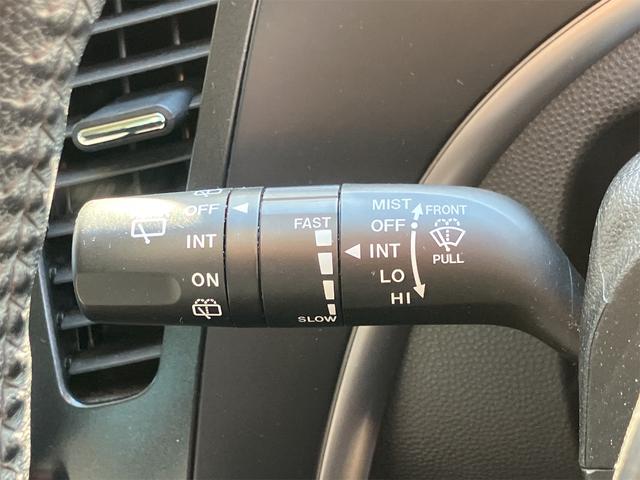 OFF
INT
ON
FAST
SLOW
MIST
OFF
INT
LO
HI
FRONT
PULL